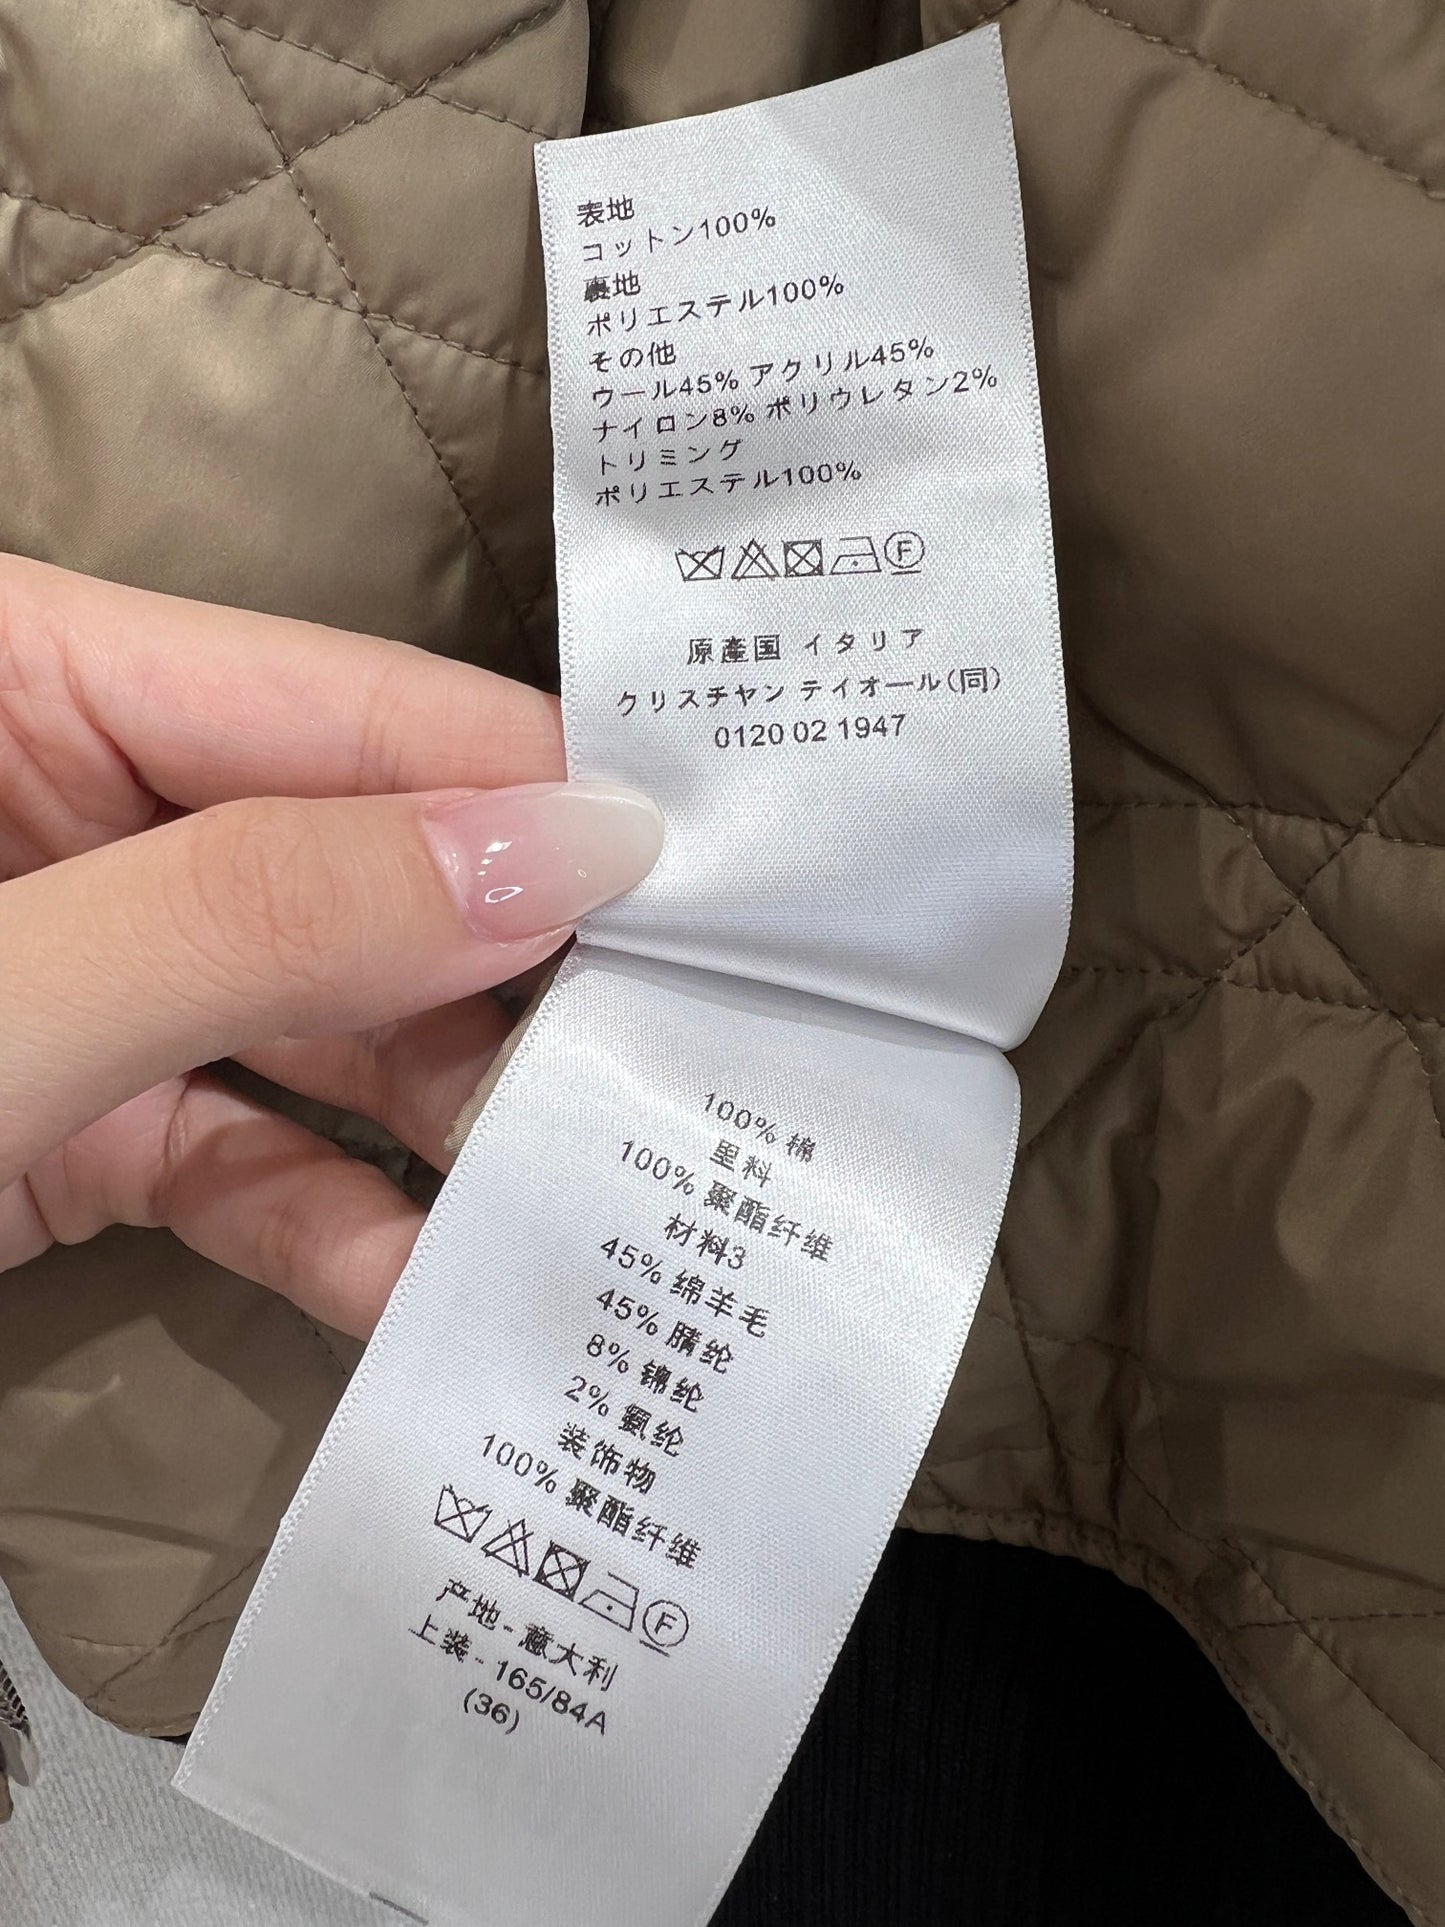 表地
コットン100%
裏地
ポリエステル100%
その他
ウール45% アクリル45%
ナイロン8% ポリウレタン2%
トリミング
ポリエステル100%
F
原産国 イタリア
クリスチャン ディオール(同)
0120 02 1947
100% 棉
里料
100% 聚酯纤维
材料3
45% 绵羊毛
45% 腈纶
8% 锦纶
2% 氨纶
装饰物
100% 聚酯纤维
F
产地 - 意大利
上装 - 165/84A
(36)